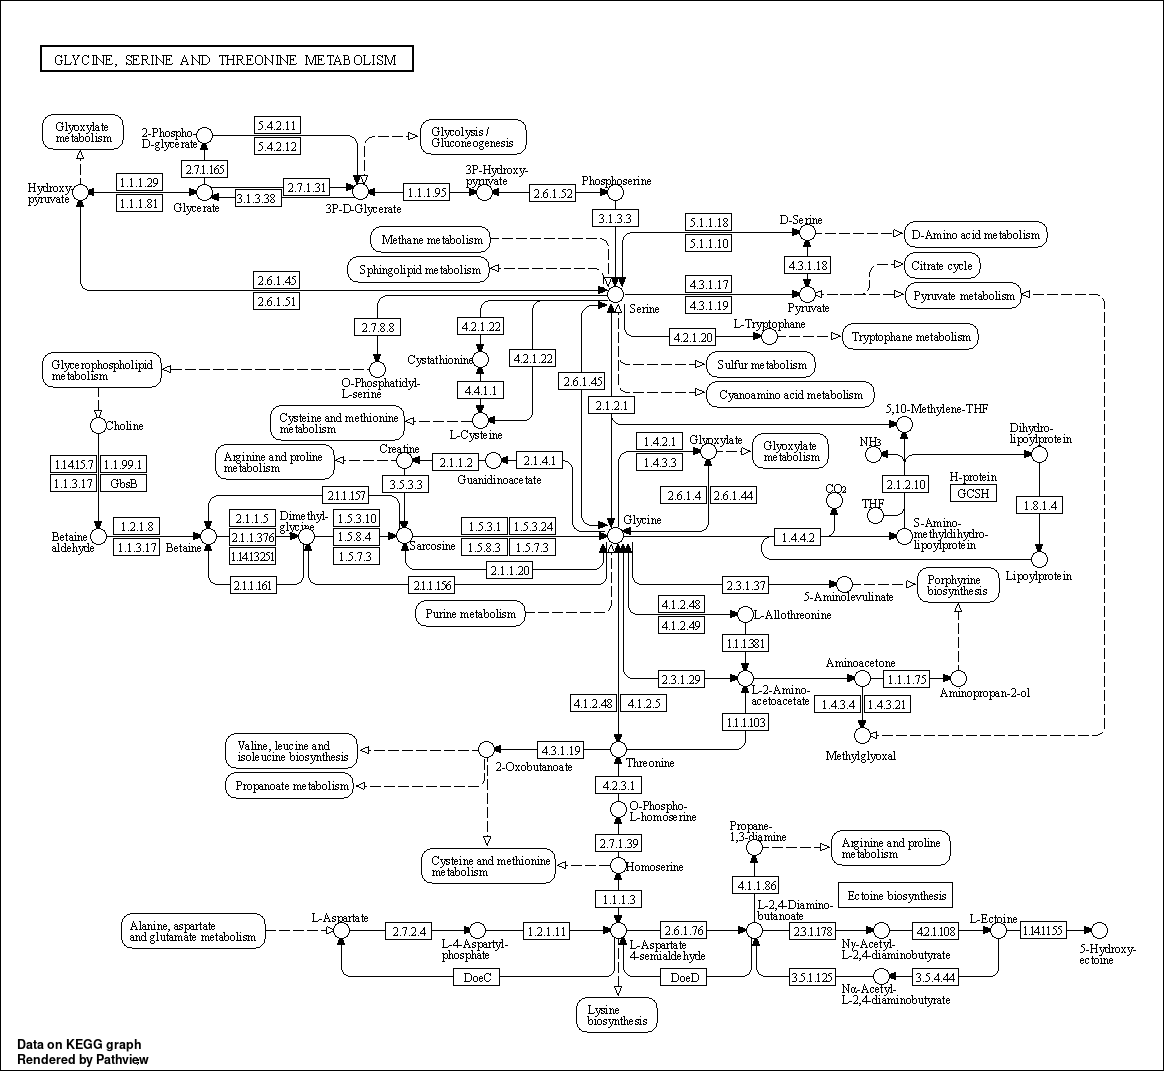 GLYCINE, SERINE AND THREONINE METABOLISM
Glyoxylate
metabolism
2-Phospho-
D-glycerate
5.4.2.11
5.4.2.12
Glycolysis /
Gluconeogenesis
2.7.1.165
Hydroxy
pyruvate
1.1.1.29
1.1.1.81
Glycerate
2.7.1.31
3.1.3.38
3P-D-Glycerate
1.1.1.95
3P-Hydroxy-
pyruvate
2.6.1.52
Phosphoserine
3.1.3.3
Methane metabolism
Sphingolipid metabolism
5.1.1.18
5.1.1.10
D-Serine
D-Amino acid metabolism
4.3.1.18
Citrate cycle
2.6.1.45
2.6.1.51
4.3.1.17
4.3.1.19
Pyruvate
Pyruvate metabolism
Serine
2.7.8.8
4.2.1.22
L-Tryptophane
4.2.1.20
Tryptophane metabolism
Glycerophospholipid
metabolism
Cystathionine
4.2.1.22
Sulfur metabolism
O-Phosphatidyl-
L-serine
4.4.1.1
2.6.1.45
Cyanoamino acid metabolism
2.1.2.1
Choline
Cysteine and methionine
metabolism
L-Cysteine
5,10-Methylene-THF
1.14.15.7
1.1.99.1
1.1.3.17
GbsB
Arginine and proline
metabolism
Creatine
2.1.1.2
2.1.4.1
Guanidinoacetate
3.5.3.3
1.4.2.1
1.4.3.3
Glyoxylate
Glyoxylate
metabolism
NH3
Dihydro-
lipoylprotein
H-protein
GCSH
2.1.2.10
2.1.1.157
2.6.1.4
2.6.1.44
CO2
THF
1.8.1.4
Betaine
aldehyde
1.2.1.8
1.1.3.17
Betaine
2.1.1.5
2.1.1.376
1.14.13.251
Dimethyl-
glycine
1.5.3.10
1.5.8.4
1.5.7.3
Sarcosine
1.5.3.1
1.5.3.24
1.5.8.3
1.5.7.3
Glycine
1.4.4.2
S-Amino-
methyldihydro-
lipoylprotein
Lipoylprotein
2.1.1.20
2.1.1.161
2.1.1.156
Purine metabolism
2.3.1.37
5-Aminolevulinate
Porphyrine
biosynthesis
4.1.2.48
4.1.2.49
L-Allothreonine
1.1.1.381
2.3.1.29
L-2-Amino-
acetoacetate
Aminoacetone
1.1.1.75
Aminopropan-2-ol
4.1.2.48
4.1.2.5
1.1.1.103
1.4.3.4
1.4.3.21
Methylglyoxal
Valine, leucine and
isoleucine biosynthesis
4.3.1.19
2-Oxobutanoate
Threonine
Propanoate metabolism
4.2.3.1
O-Phospho-
L-homoserine
2.7.1.39
Cysteine and methionine
metabolism
Homoserine
1.1.1.3
Propane-
1,3-diamine
Arginine and proline
metabolism
4.1.1.86
Ectoine biosynthesis
Alanine, aspartate
and glutamate metabolism
L-Aspartate
2.7.2.4
L-4-Aspartyl-
phosphate
1.2.1.11
L-Aspartate
4-semialdehyde
2.6.1.76
L-2,4-Diamino-
butanoate
2.3.1.178
Nγ-Acetyl-
L-2,4-diaminobutyrate
4.2.1.108
L-Ectoine
1.14.11.55
5-Hydroxy-
ectoine
DoeC
DoeD
3.5.1.125
Nα-Acetyl-
L-2,4-diaminobutyrate
3.5.4.44
Lysine
biosynthesis
Data on KEGG graph
Rendered by Pathview